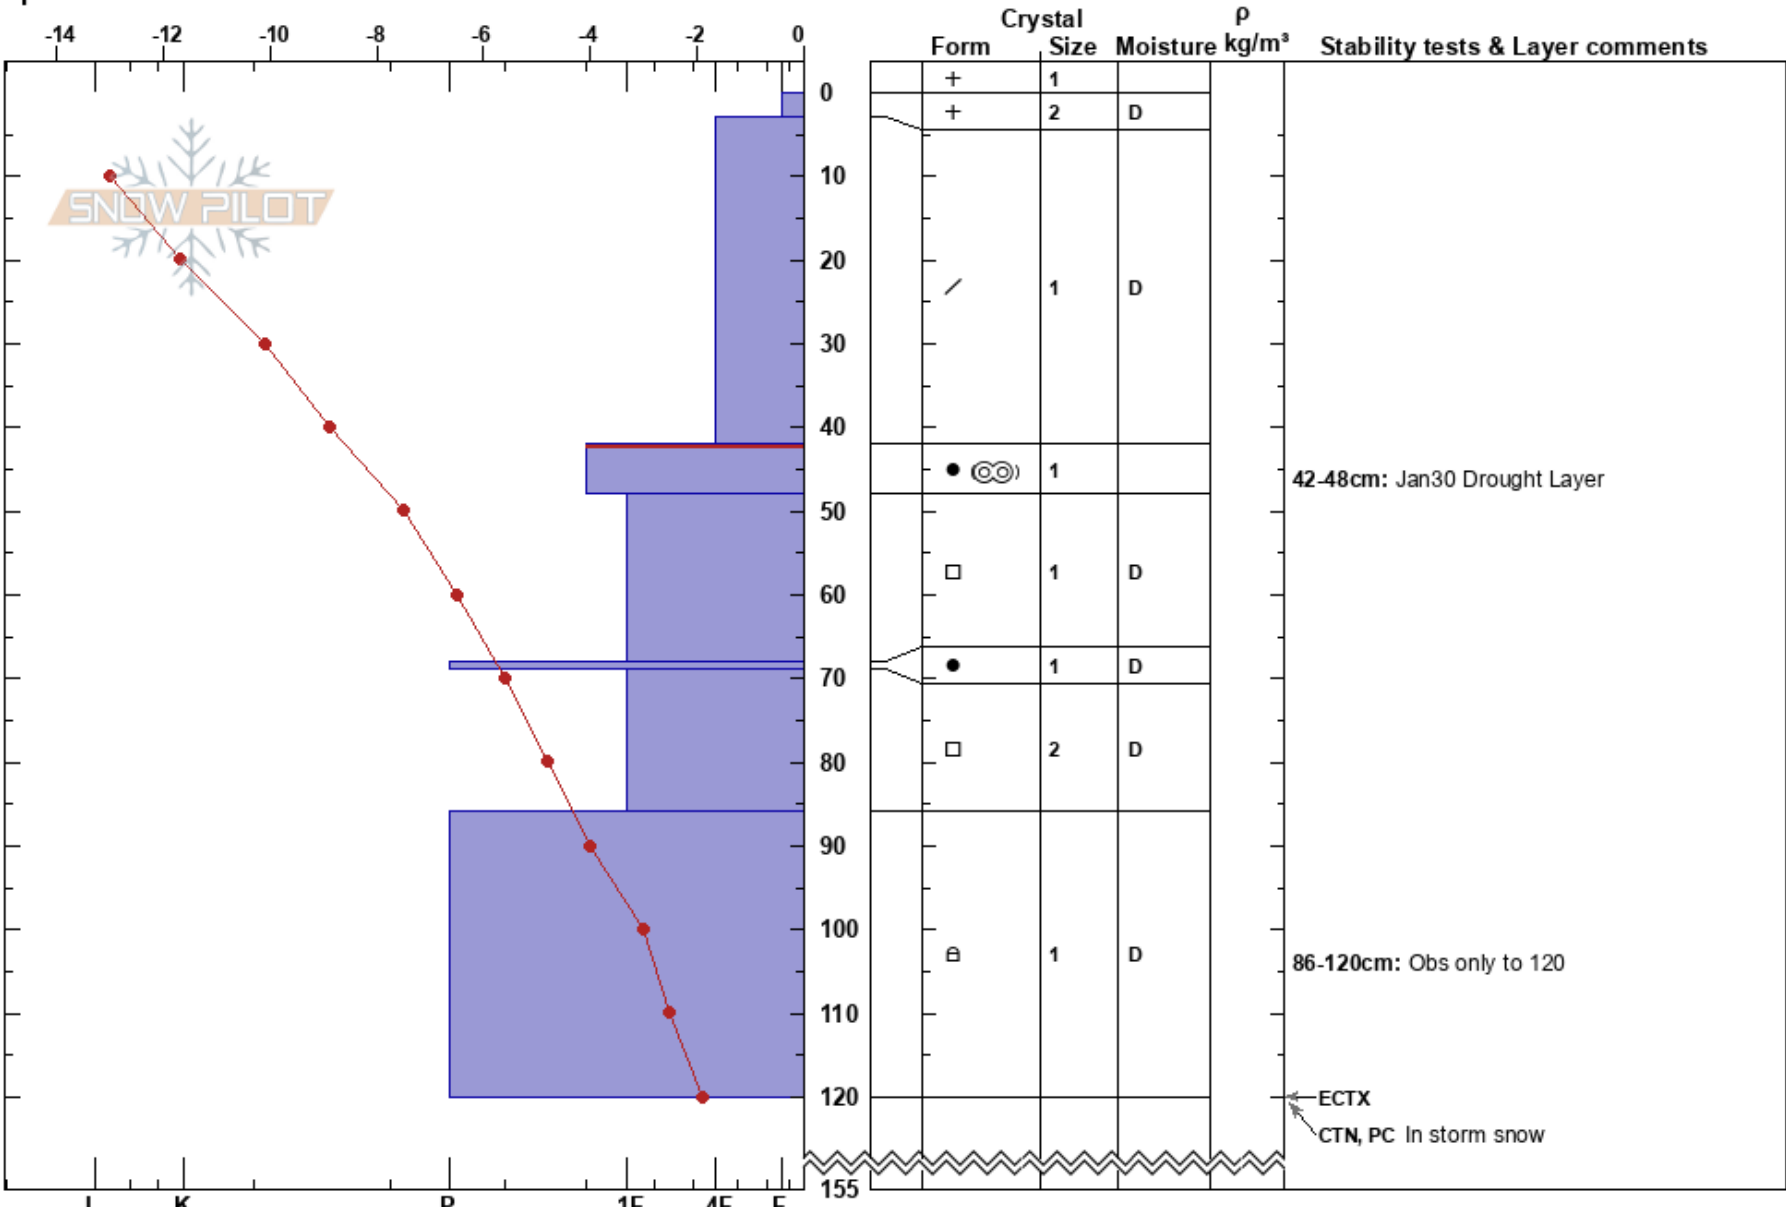 Crystal ρ
-14 -12 -10 -8 -6 -4 -2 0 Form Size Moisture kg/m³ Stability tests & Layer comments
+ 1
0
+ 2 D
10
SNOW PILOT
20
/ 1 D
30
40
● 1
42-48cm: Jan30 Drought Layer
50
□ 1 D
60
● 1 D
70
□ 2 D
80
90
100
1 D
86-120cm: Obs only to 120
110
120 ECTX
CTN, PC In storm snow
155
I K P 1F 4F F